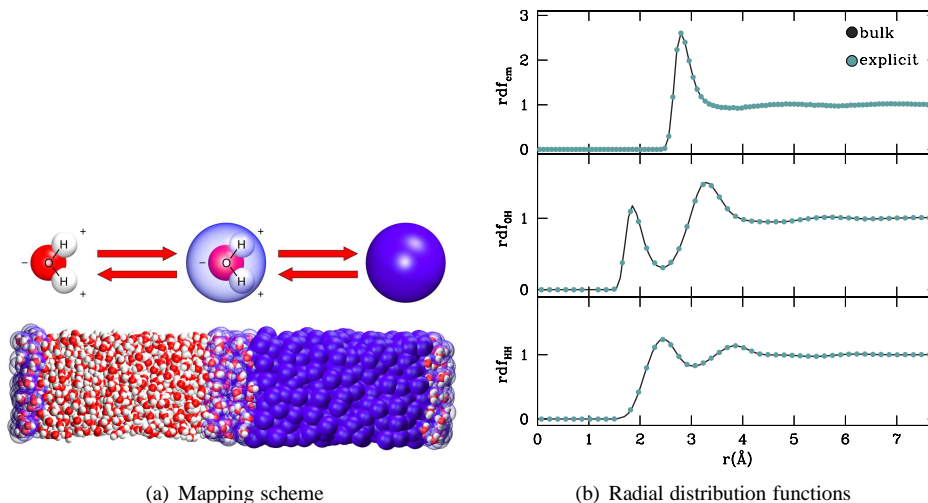 H
O
H
+
−
+
H
O
H
+
−
+
(a) Mapping scheme
3
2
1
0
rdf_cm
bulk
explicit
1
0
rdf_OH
1
0
rdf_HH
0 1 2 3 4 5 6 7
r(Å)
(b) Radial distribution functions